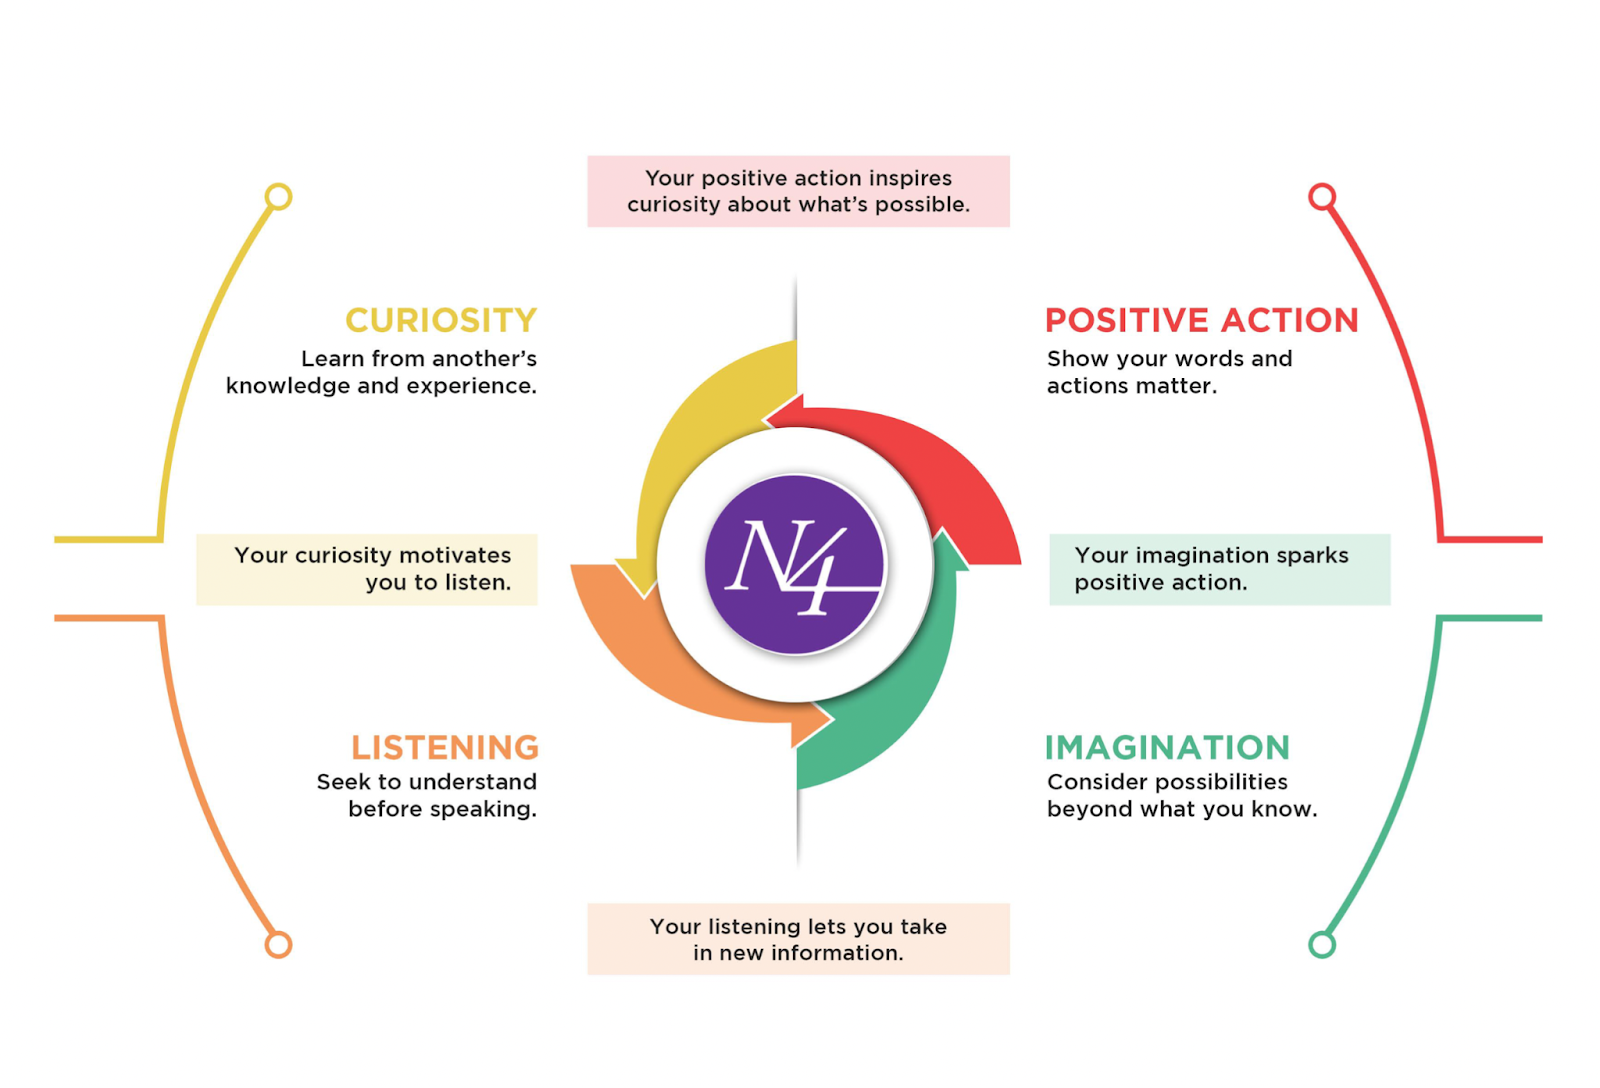 Your positive action inspires
curiosity about what's possible.
CURIOSITY
Learn from another's
knowledge and experience.
POSITIVE ACTION
Show your words and
actions matter.
Your curiosity motivates
you to listen.
N4
Your imagination sparks
positive action.
LISTENING
Seek to understand
before speaking.
IMAGINATION
Consider possibilities
beyond what you know.
Your listening lets you take
in new information.